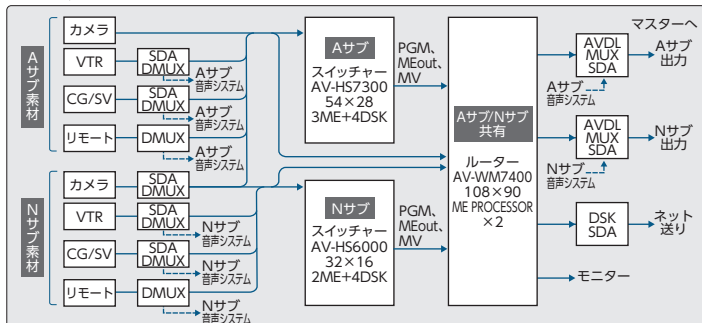 Aサブ素材
カメラ
VTR
SDA
DMUX
Aサブ
音声システム
CG/SV
SDA
DMUX
Aサブ
音声システム
リモート
DMUX
Aサブ
音声システム
Nサブ素材
カメラ
SDA
DMUX
VTR
SDA
DMUX
Nサブ
音声システム
CG/SV
SDA
DMUX
Nサブ
音声システム
リモート
DMUX
Nサブ
音声システム
Aサブ
スイッチャー
AV-HS7300
54×28
3ME+4DSK
PGM、
MEout、
MV
Nサブ
スイッチャー
AV-HS6000
32×16
2ME+4DSK
PGM、
MEout、
MV
Aサブ/Nサブ
共有
ルーター
AV-WM7400
108×90
ME PROCESSOR
×2
マスターへ
AVDL
MUX
SDA
Aサブ
出力
Aサブ
音声システム
AVDL
MUX
SDA
Nサブ
出力
Nサブ
音声システム
DSK
SDA
ネット
送り
モニター